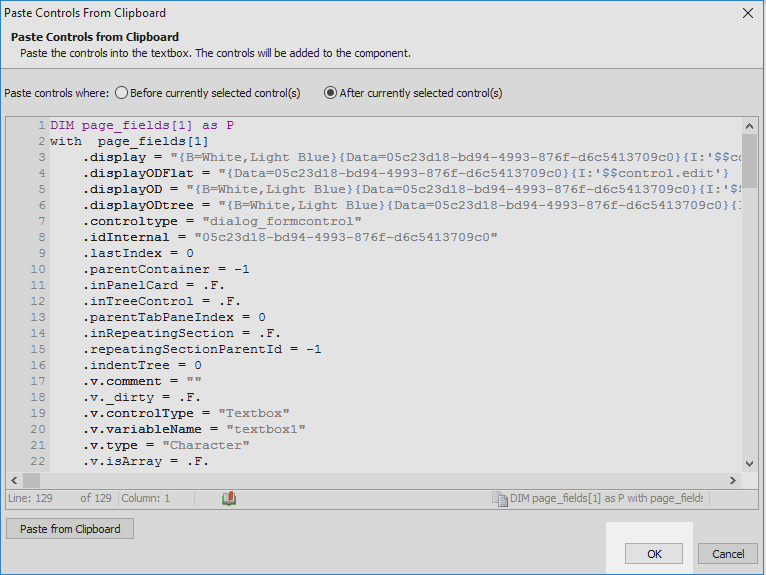 Paste Controls From Clipboard
Paste Controls from Clipboard
Paste the controls into the textbox. The controls will be added to the component.
Paste controls where: Before currently selected control(s) After currently selected control(s)
1 DIM page_fields[1] as P
2 with page_fields[1]
3 .display = "{B=White,Light Blue}{Data=05c23d18-bd94-4993-876f-d6c5413709c0}{I:'$$co
4 .displayODFlat = "{Data=05c23d18-bd94-4993-876f-d6c5413709c0}{I:'$$control.edit'}
5 .displayOD = "{B=White,Light Blue}{Data=05c23d18-bd94-4993-876f-d6c5413709c0}{I:'$$
6 .displayODtree = "{B=White,Light Blue}{Data=05c23d18-bd94-4993-876f-d6c5413709c0}{I
7 .controltype = "dialog_formcontrol"
8 .idInternal = "05c23d18-bd94-4993-876f-d6c5413709c0"
9 .lastIndex = 0
10 .parentContainer = -1
11 .inPanelCard = .F.
12 .inTreeControl = .F.
13 .parentTabPaneIndex = 0
14 .inRepeatingSection = .F.
15 .repeatingSectionParentId = -1
16 .indentTree = 0
17 .v.comment = ""
18 .v._dirty = .F.
19 .v.controlType = "Textbox"
20 .v.variableName = "textbox1"
21 .v.type = "Character"
22 .v.isArray = .F.
Line: 129 of 129 Column: 1 DIM page_fields[1] as P with page_fields
Paste from Clipboard
OK Cancel